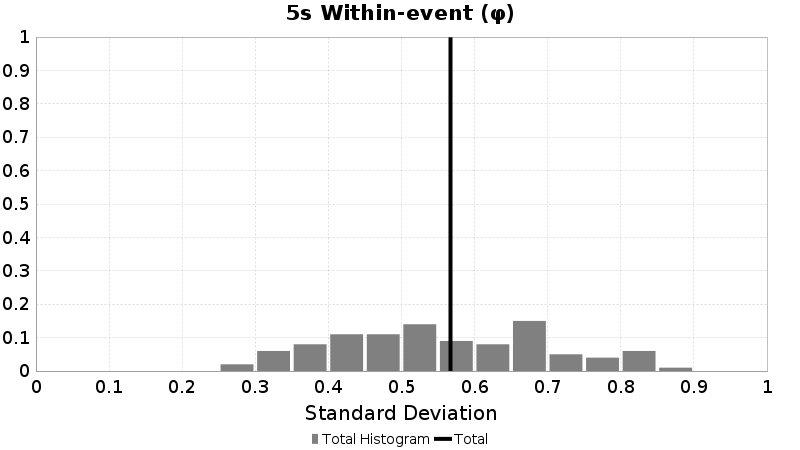 5s Within-event (φ)
1
0.9
0.8
0.7
0.6
0.5
0.4
0.3
0.2
0.1
0
0 0.1 0.2 0.3 0.4 0.5 0.6 0.7 0.8 0.9 1
Standard Deviation
Total Histogram Total